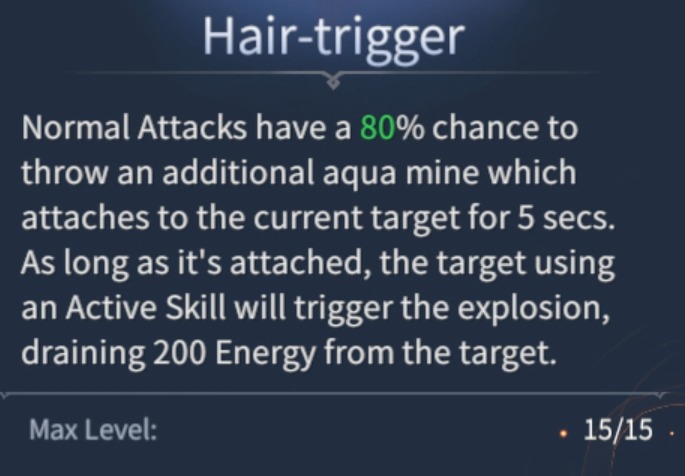 Hair-trigger
Normal Attacks have a 80% chance to
throw an additional aqua mine which
attaches to the current target for 5 secs.
As long as it's attached, the target using
an Active Skill will trigger the explosion,
draining 200 Energy from the target.
Max Level: 15/15